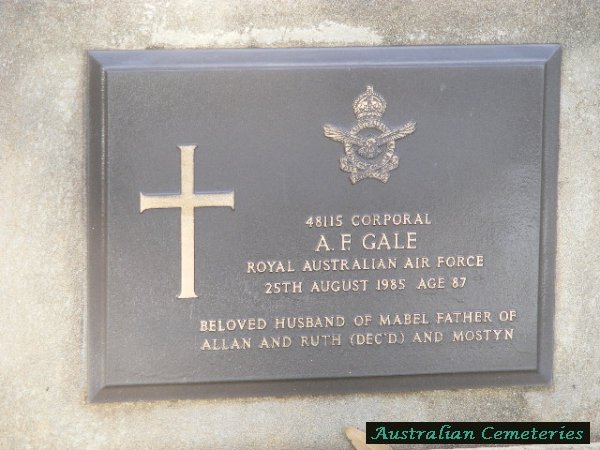 48115 CORPORAL
A. F. GALE
ROYAL AUSTRALIAN AIR FORCE
25TH AUGUST 1985 AGE 87
BELOVED HUSBAND OF MABEL FATHER OF
ALLAN AND RUTH (DEC'D) AND MOSTYN
Australian Cemeteries